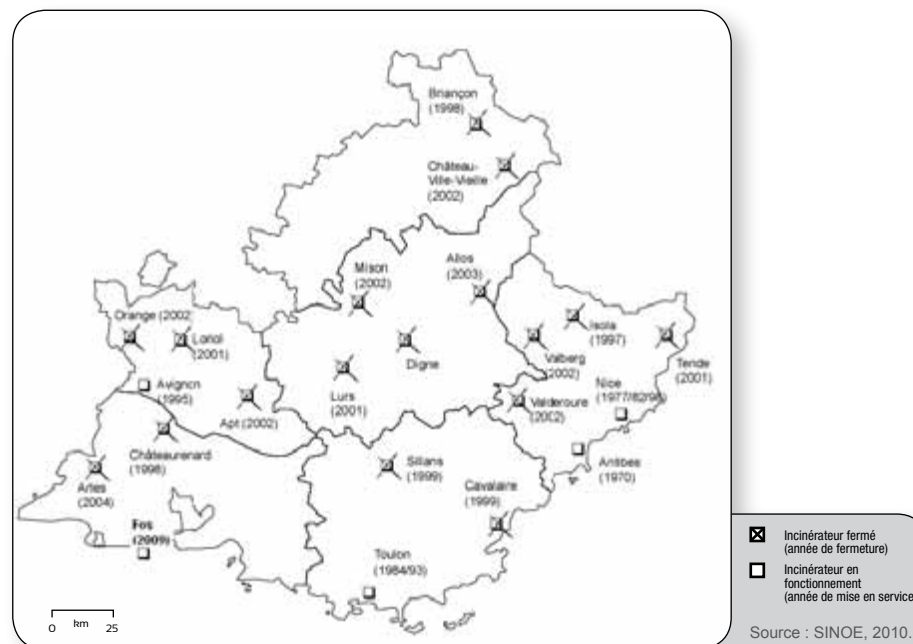 Briançon
(1998)
Château-
Ville-Vieille
(2002)
Allos
(2003)
Mison
(2002)
Orange (2002)
Loriol
(2001)
Isola
(1997)
Valberg
(2002)
Tende
(2001)
Digne
Avignon
(1995)
Lurs
(2001)
Nice
(1977/82/98)
Valderoure
(2002)
Apt (2002)
Châteaurenard
(1998)
Antibes
(1970)
Sillans
(1999)
Arles
(2004)
Cavalaire
(1999)
Fos
(2009)
Toulon
(1984/93)
0 km 25
Incinérateur fermé
(année de fermeture)
Incinérateur en
fonctionnement
(année de mise en service
Source : SINOE, 2010.